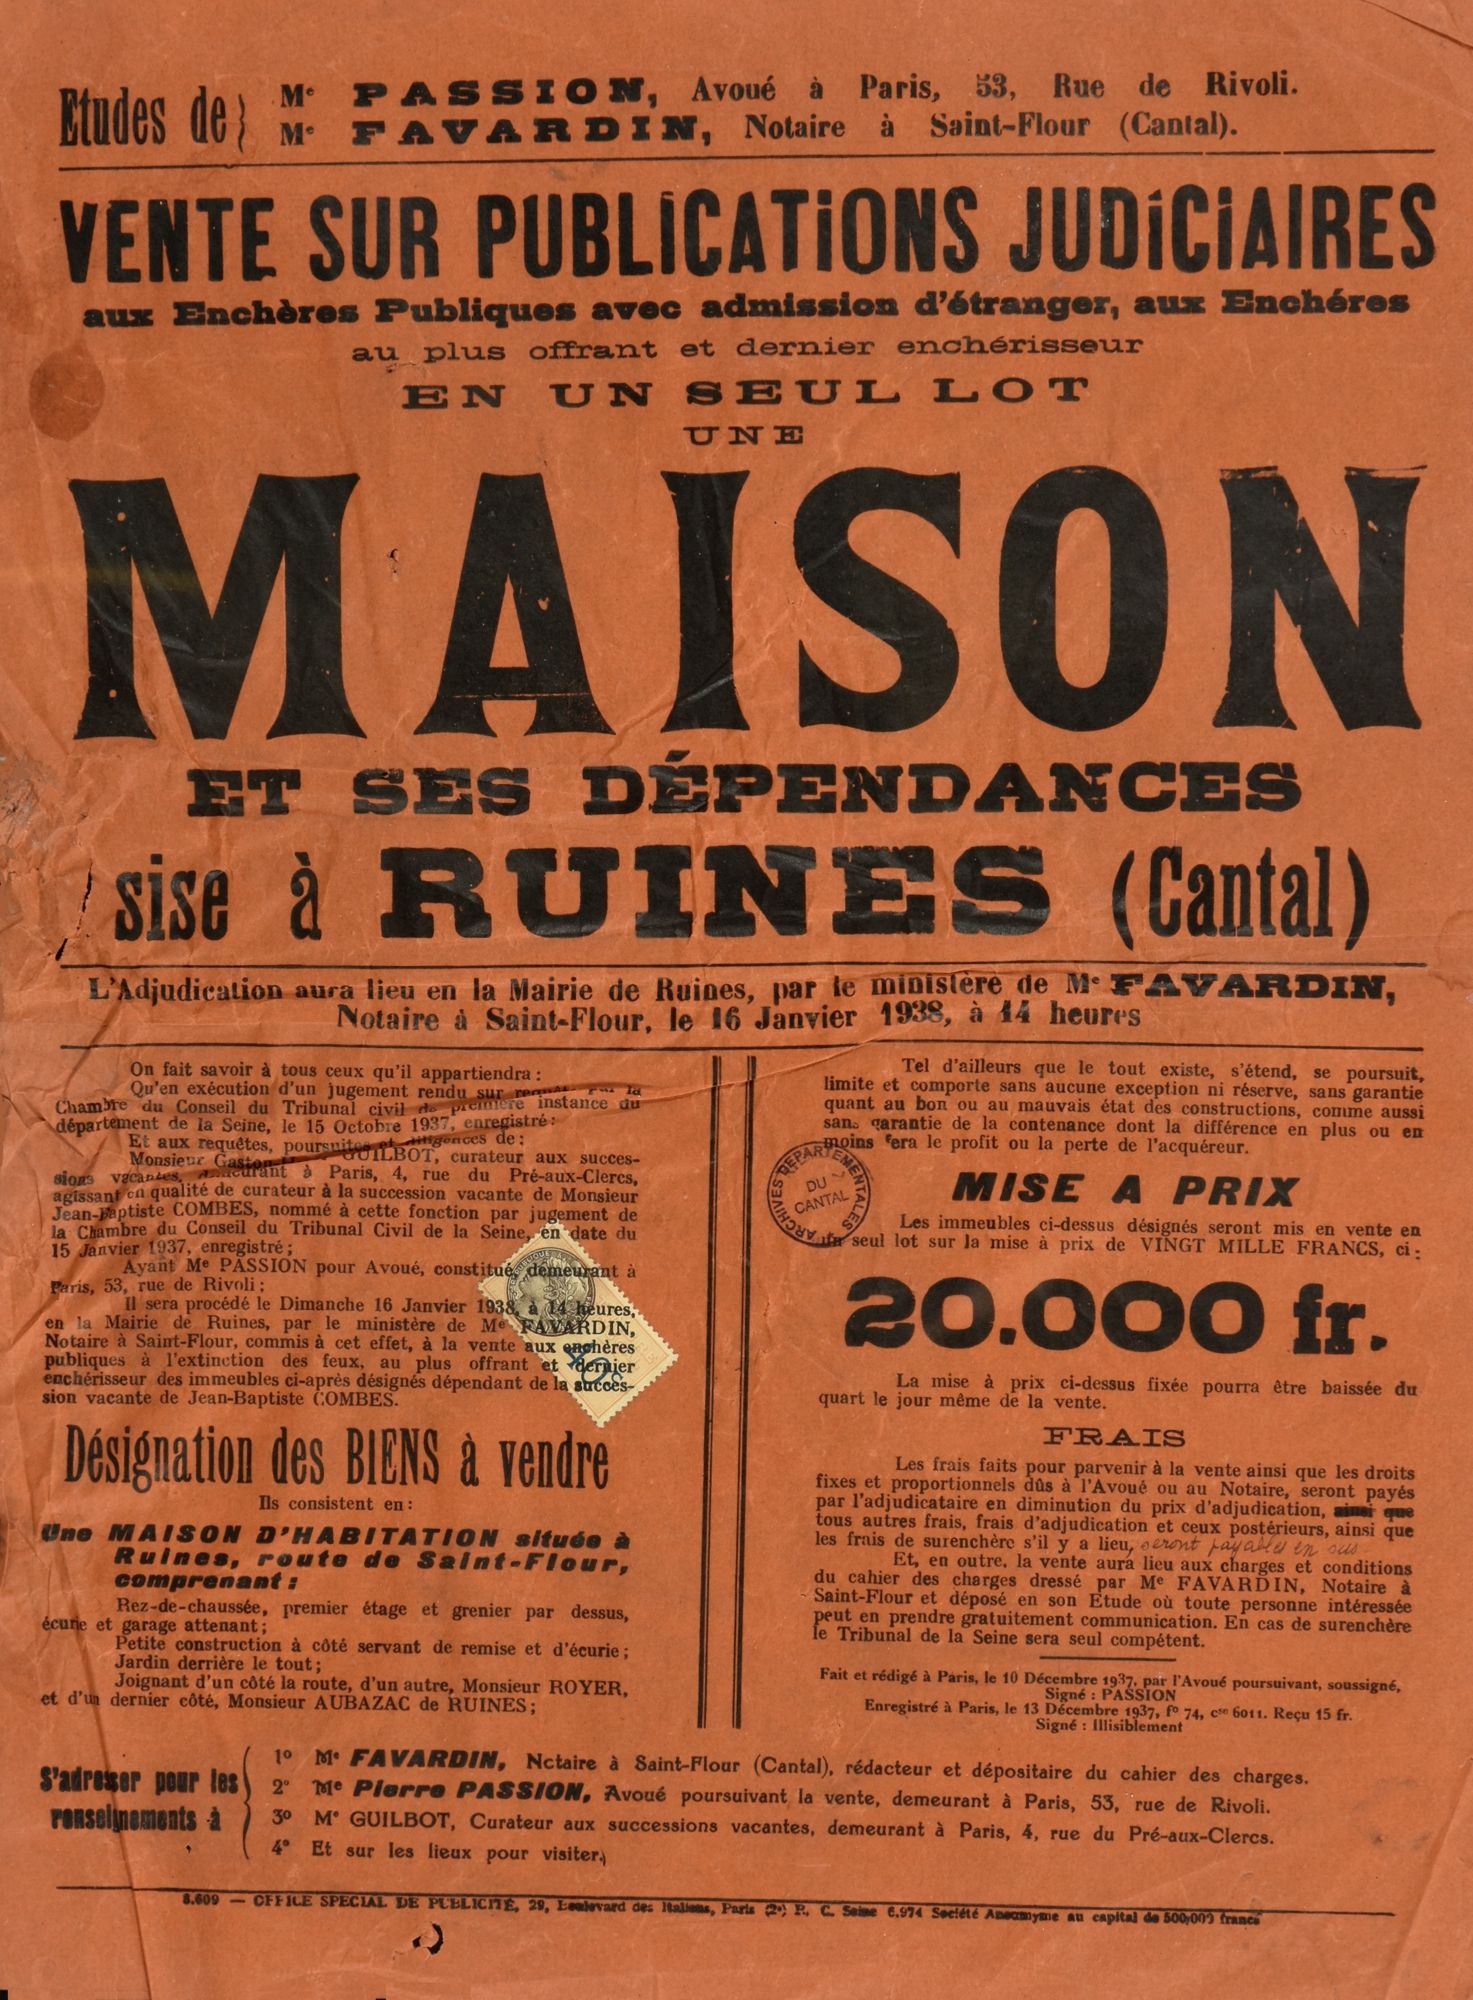 Etudes de } Me PASSION, Avoué à Paris, 53, Rue de Rivoli.
Me FAVARDIN, Notaire à Saint-Flour (Cantal).
VENTE SUR PUBLICATIONS JUDICIAIRES
aux Enchères Publiques avec admission d'étranger, aux Enchéres
au plus offrant et dernier enchérisseur
EN UN SEUL LOT
UNE
MAISON
ET SES DÉPENDANCES
sise à RUINES (Cantal)
L'Adjudication aura lieu en la Mairie de Ruines, par le ministère de Me FAVARDIN,
Notaire à Saint-Flour, le 16 Janvier 1938, à 14 heures
On fait savoir à tous ceux qu'il appartiendra :
Qu'en exécution d'un jugement rendu sur requête par la
Chambre du Conseil du Tribunal civil de première instance du
département de la Seine, le 15 Octobre 1937, enregistré :
Et aux requêtes, poursuites et diligences de :
Monsieur Gaston GUILBOT, curateur aux succes-
sions vacantes, demeurant à Paris, 4, rue du Pré-aux-Clercs,
agissant en qualité de curateur à la succession vacante de Monsieur
Jean-Baptiste COMBES, nommé à cette fonction par jugement de
la Chambre du Conseil du Tribunal Civil de la Seine, en date du
15 Janvier 1937, enregistré ;
Ayant Me PASSION pour Avoué, constitué, demeurant à
Paris, 53, rue de Rivoli ;
Il sera procédé le Dimanche 16 Janvier 1938, à 14 heures,
en la Mairie de Ruines, par le ministère de Me FAVARDIN,
Notaire à Saint-Flour, commis à cet effet, à la vente aux enchères
publiques à l'extinction des feux, au plus offrant et dernier
enchérisseur des immeubles ci-après désignés dépendant de la succes-
sion vacante de Jean-Baptiste COMBES.
Désignation des BIENS à vendre
Ils consistent en :
Une MAISON D'HABITATION située à
Ruines, route de Saint-Flour,
comprenant :
Rez-de-chaussée, premier étage et grenier par dessus,
écurie et garage attenant ;
Petite construction à côté servant de remise et d'écurie ;
Jardin derrière le tout ;
Joignant d'un côté la route, d'un autre, Monsieur ROYER,
et d'un dernier côté, Monsieur AUBAZAC de RUINES ;
Tel d'ailleurs que le tout existe, s'étend, se poursuit,
limite et comporte sans aucune exception ni réserve, sans garantie
quant au bon ou au mauvais état des constructions, comme aussi
sans garantie de la contenance dont la différence en plus ou en
moins fera le profit ou la perte de l'acquéreur.
ARCHIVES DEPARTEMENTALES
DU
CANTAL
MISE A PRIX
Les immeubles ci-dessus désignés seront mis en vente en
un seul lot sur la mise à prix de VINGT MILLE FRANCS, ci :
20.000 fr.
La mise à prix ci-dessus fixée pourra être baissée du
quart le jour même de la vente.
FRAIS
Les frais faits pour parvenir à la vente ainsi que les droits
fixes et proportionnels dûs à l'Avoué ou au Notaire, seront payés
par l'adjudicataire en diminution du prix d'adjudication, ainsi que
tous autres frais, frais d'adjudication et ceux postérieurs, ainsi que
les frais de surenchère s'il y a lieu, seront payables en sus
Et, en outre, la vente aura lieu aux charges et conditions
du cahier des charges dressé par Me FAVARDIN, Notaire à
Saint-Flour et déposé en son Etude où toute personne intéressée
peut en prendre gratuitement communication. En cas de surenchère
le Tribunal de la Seine sera seul compétent.
Fait et rédigé à Paris, le 10 Décembre 1937, par l'Avoué poursuivant, soussigné,
Signé : PASSION
Enregistré à Paris, le 13 Décembre 1937, fo 74, cse 6011. Reçu 15 fr.
Signé : Illisiblement
S'adresser pour les
renseignements à
1o Me FAVARDIN, Notaire à Saint-Flour (Cantal), rédacteur et dépositaire du cahier des charges.
2o Me Pierre PASSION, Avoué poursuivant la vente, demeurant à Paris, 53, rue de Rivoli.
3o Me GUILBOT, Curateur aux successions vacantes, demeurant à Paris, 4, rue du Pré-aux-Clercs.
4o Et sur les lieux pour visiter.
8.609 — OFFICE SPECIAL DE PUBLICITÉ, 29, Boulevard des Italiens, Paris (2e) R. C. Seine 6.974 Société Anonymyme au capital de 500,000 francs